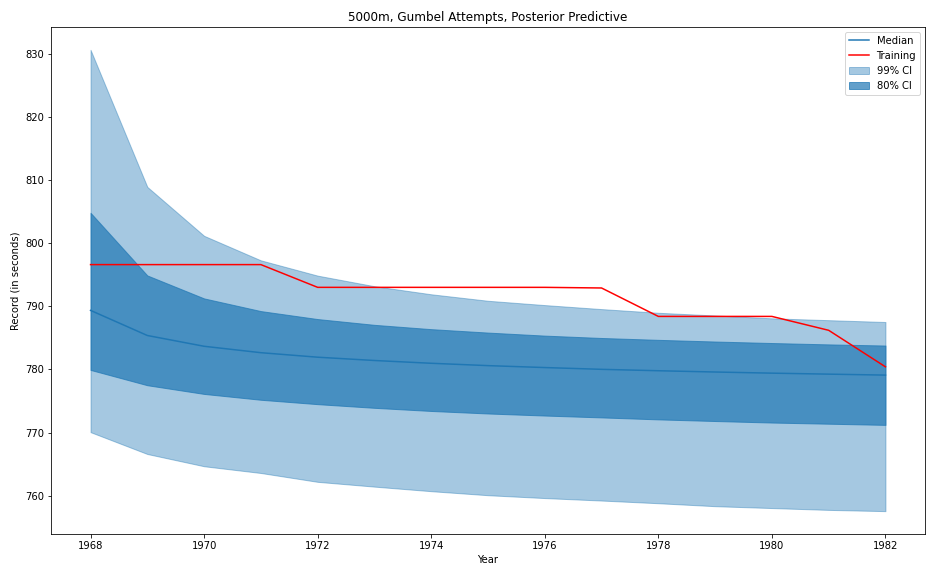 5000m, Gumbel Attempts, Posterior Predictive
Median
Training
99% CI
80% CI
Record (in seconds)
830
820
810
800
790
780
770
760
1968
1970
1972
1974
1976
1978
1980
1982
Year